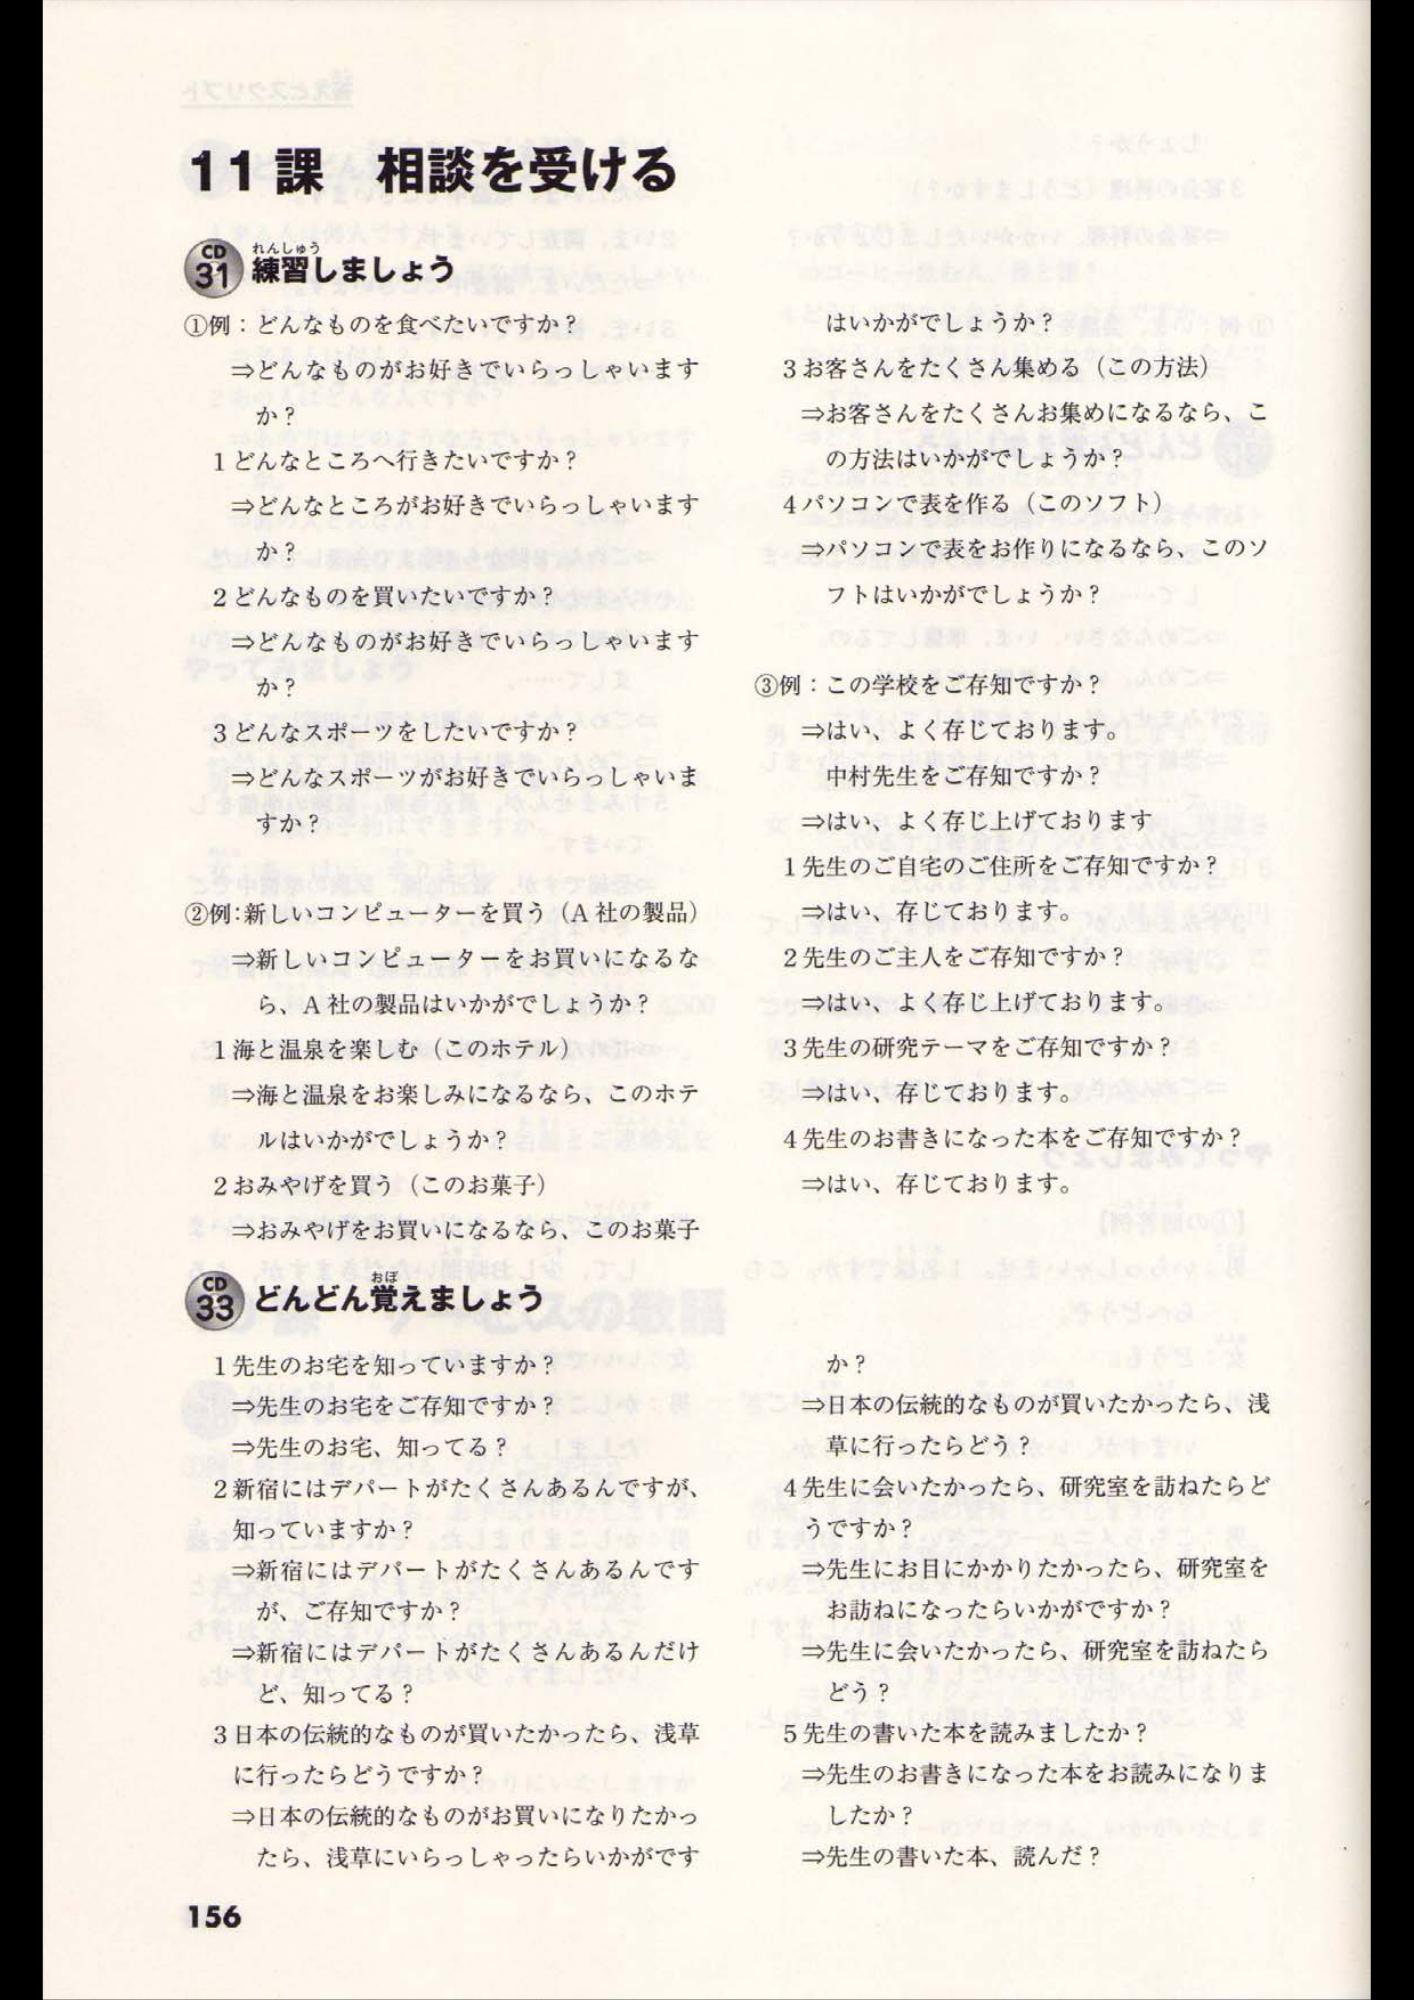 11課　相談を受ける
CD 31 練習しましょう
れんしゅう
①例：どんなものを食べたいですか？
⇒どんなものがお好きでいらっしゃいます
か？
1どんなところへ行きたいですか？
⇒どんなところがお好きでいらっしゃいます
か？
2どんなものを買いたいですか？
⇒どんなものがお好きでいらっしゃいます
か？
3どんなスポーツをしたいですか？
⇒どんなスポーツがお好きでいらっしゃいま
すか？
②例：新しいコンピューターを買う（A社の製品）
⇒新しいコンピューターをお買いになるな
ら、A社の製品はいかがでしょうか？
1海と温泉を楽しむ（このホテル）
⇒海と温泉をお楽しみになるなら、このホテ
ルはいかがでしょうか？
2おみやげを買う（このお菓子）
⇒おみやげをお買いになるなら、このお菓子
はいかがでしょうか？
3お客さんをたくさん集める（この方法）
⇒お客さんをたくさんお集めになるなら、こ
の方法はいかがでしょうか？
4パソコンで表を作る（このソフト）
⇒パソコンで表をお作りになるなら、このソ
フトはいかがでしょうか？
③例：この学校をご存知ですか？
⇒はい、よく存じております。
中村先生をご存知ですか？
⇒はい、よく存じ上げております
1先生のご自宅のご住所をご存知ですか？
⇒はい、存じております。
2先生のご主人をご存知ですか？
⇒はい、よく存じ上げております。
3先生の研究テーマをご存知ですか？
⇒はい、存じております。
4先生のお書きになった本をご存知ですか？
⇒はい、存じております。
CD 33 どんどん覚えましょう
おぼ
1先生のお宅を知っていますか？
⇒先生のお宅をご存知ですか？
⇒先生のお宅、知ってる？
2新宿にはデパートがたくさんあるんですが、
知っていますか？
⇒新宿にはデパートがたくさんあるんです
が、ご存知ですか？
⇒新宿にはデパートがたくさんあるんだけ
ど、知ってる？
3日本の伝統的なものが買いたかったら、浅草
に行ったらどうですか？
⇒日本の伝統的なものがお買いになりたかっ
たら、浅草にいらっしゃったらいかがです
か？
⇒日本の伝統的なものが買いたかったら、浅
草に行ったらどう？
4先生に会いたかったら、研究室を訪ねたらど
うですか？
⇒先生にお目にかかりたかったら、研究室を
お訪ねになったらいかがですか？
⇒先生に会いたかったら、研究室を訪ねたら
どう？
5先生の書いた本を読みましたか？
⇒先生のお書きになった本をお読みになりま
したか？
⇒先生の書いた本、読んだ？
156